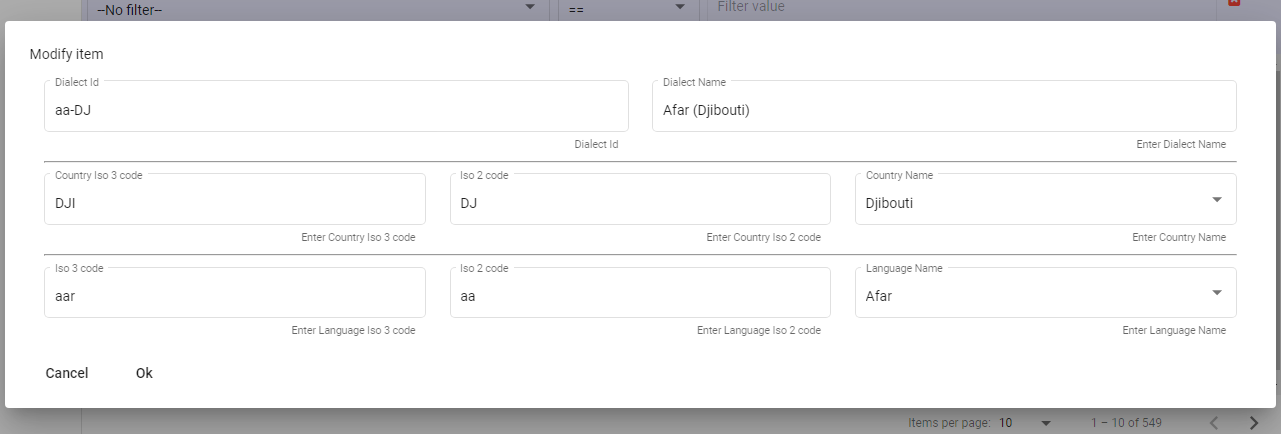 --No filter--
==
Filter value
Modify item
Dialect Id
Dialect Name
aa-DJ
Afar (Djibouti)
Dialect Id
Enter Dialect Name
Country Iso 3 code
Iso 2 code
Country Name
DJI
DJ
Djibouti
Enter Country Iso 3 code
Enter Country Iso 2 code
Enter Country Name
Iso 3 code
Iso 2 code
Language Name
aar
aa
Afar
Enter Language Iso 3 code
Enter Language Iso 2 code
Enter Language Name
Cancel
Ok
Items per page: 10
1 – 10 of 549